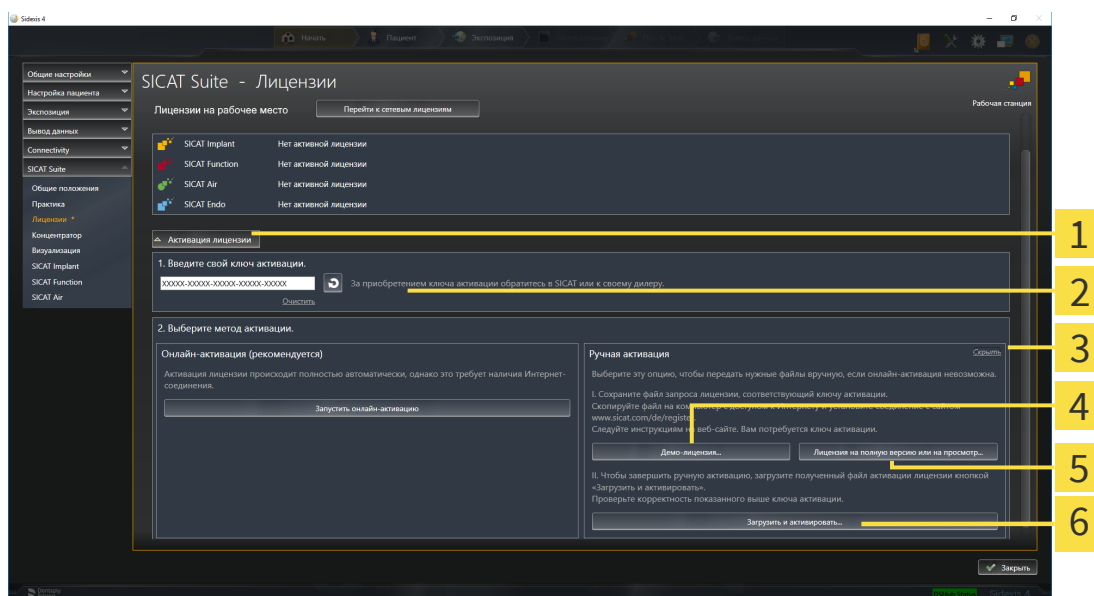 Sidexis 4
Начать
Пациент
Экспозиция
Общие настройки
Настройка пациента
Экспозиция
Вывод данных
Connectivity
SICAT Suite
Общие положения
Практика
Лицензии *
Концентратор
Визуализация
SICAT Implant
SICAT Function
SICAT Air
SICAT Suite - Лицензии
Лицензии на рабочее место
Перейти к сетевым лицензиям
Рабочая станция
SICAT Implant Нет активной лицензии
SICAT Function Нет активной лицензии
SICAT Air Нет активной лицензии
SICAT Endo Нет активной лицензии
Активация лицензии
1. Введите свой ключ активации.
XXXXX-XXXXX-XXXXX-XXXXX-XXXXX
За приобретением ключа активации обратитесь в SICAT или к своему дилеру.
Очистить
2. Выберите метод активации.
Онлайн-активация (рекомендуется)
Активация лицензии происходит полностью автоматически, однако это требует наличия Интернет-
соединения.
Запустить онлайн-активацию
Ручная активация
Скрыть
Выберите эту опцию, чтобы передать нужные файлы вручную, если онлайн-активация невозможна.
I. Сохраните файл запроса лицензии, соответствующий ключу активации.
Скопируйте файл на компьютер с доступом к Интернету и установите соединение с сайтом
www.sicat.com/de/register.
Следуйте инструкциям на веб-сайте. Вам потребуется ключ активации.
Демо-лицензия...
Лицензия на полную версию или на просмотр...
II. Чтобы завершить ручную активацию, загрузите полученный файл активации лицензии кнопкой
«Загрузить и активировать».
Проверьте корректность показанного выше ключа активации.
Загрузить и активировать...
Закрыть
Sidexis 4
1
2
3
4
5
6